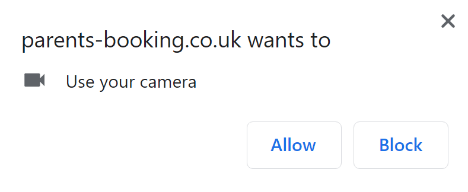 parents-booking.co.uk wants to
Use your camera
Allow Block